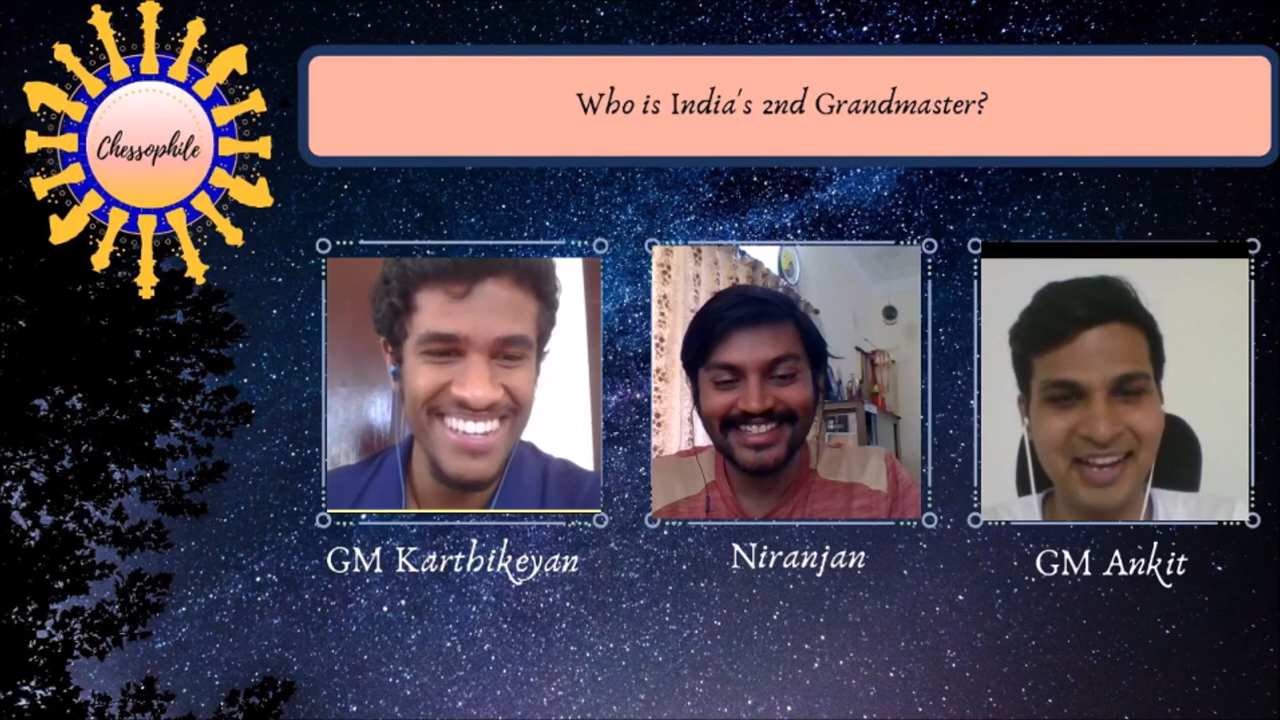 Chessophile
Who is India's 2nd Grandmaster?
GM Karthikeyan
Niranjan
GM Ankit